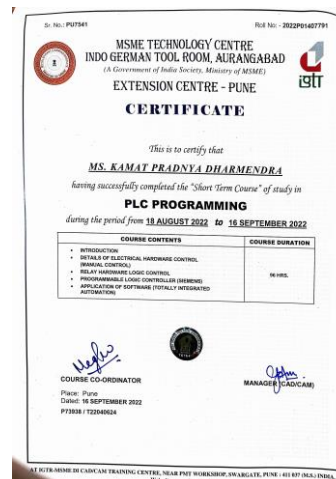 Sr. No.: PU7541 Roll No:- 2022P01407791
MSME TECHNOLOGY CENTRE
INDO GERMAN TOOL ROOM, AURANGABAD
(A Government of India Society, Ministry of MSME)
EXTENSION CENTRE - PUNE
igtr
CERTIFICATE
This is to certify that
MS. KAMAT PRADNYA DHARMENDRA
having successfully completed the "Short Term Course" of study in
PLC PROGRAMMING
during the period from 18 AUGUST 2022 to 16 SEPTEMBER 2022
COURSE CONTENTS COURSE DURATION
• INTRODUCTION
• DETAILS OF ELECTRICAL HARDWARE CONTROL
(MANUAL CONTROL)
• RELAY HARDWARE LOGIC CONTROL
• PROGRAMMABLE LOGIC CONTROLLER (SIEMENS)
• APPLICATION OF SOFTWARE (TOTALLY INTEGRATED
AUTOMATION)
96 HRS.
COURSE CO-ORDINATOR
MANAGER (CAD/CAM)
Place: Pune
Dated: 16 SEPTEMBER 2022
P73938 / T22040624
AT IGTR-MSME DI CAD/CAM TRAINING CENTRE, NEAR PMT WORKSHOP, SWARGATE, PUNE - 411 037 (M.S.) INDIA